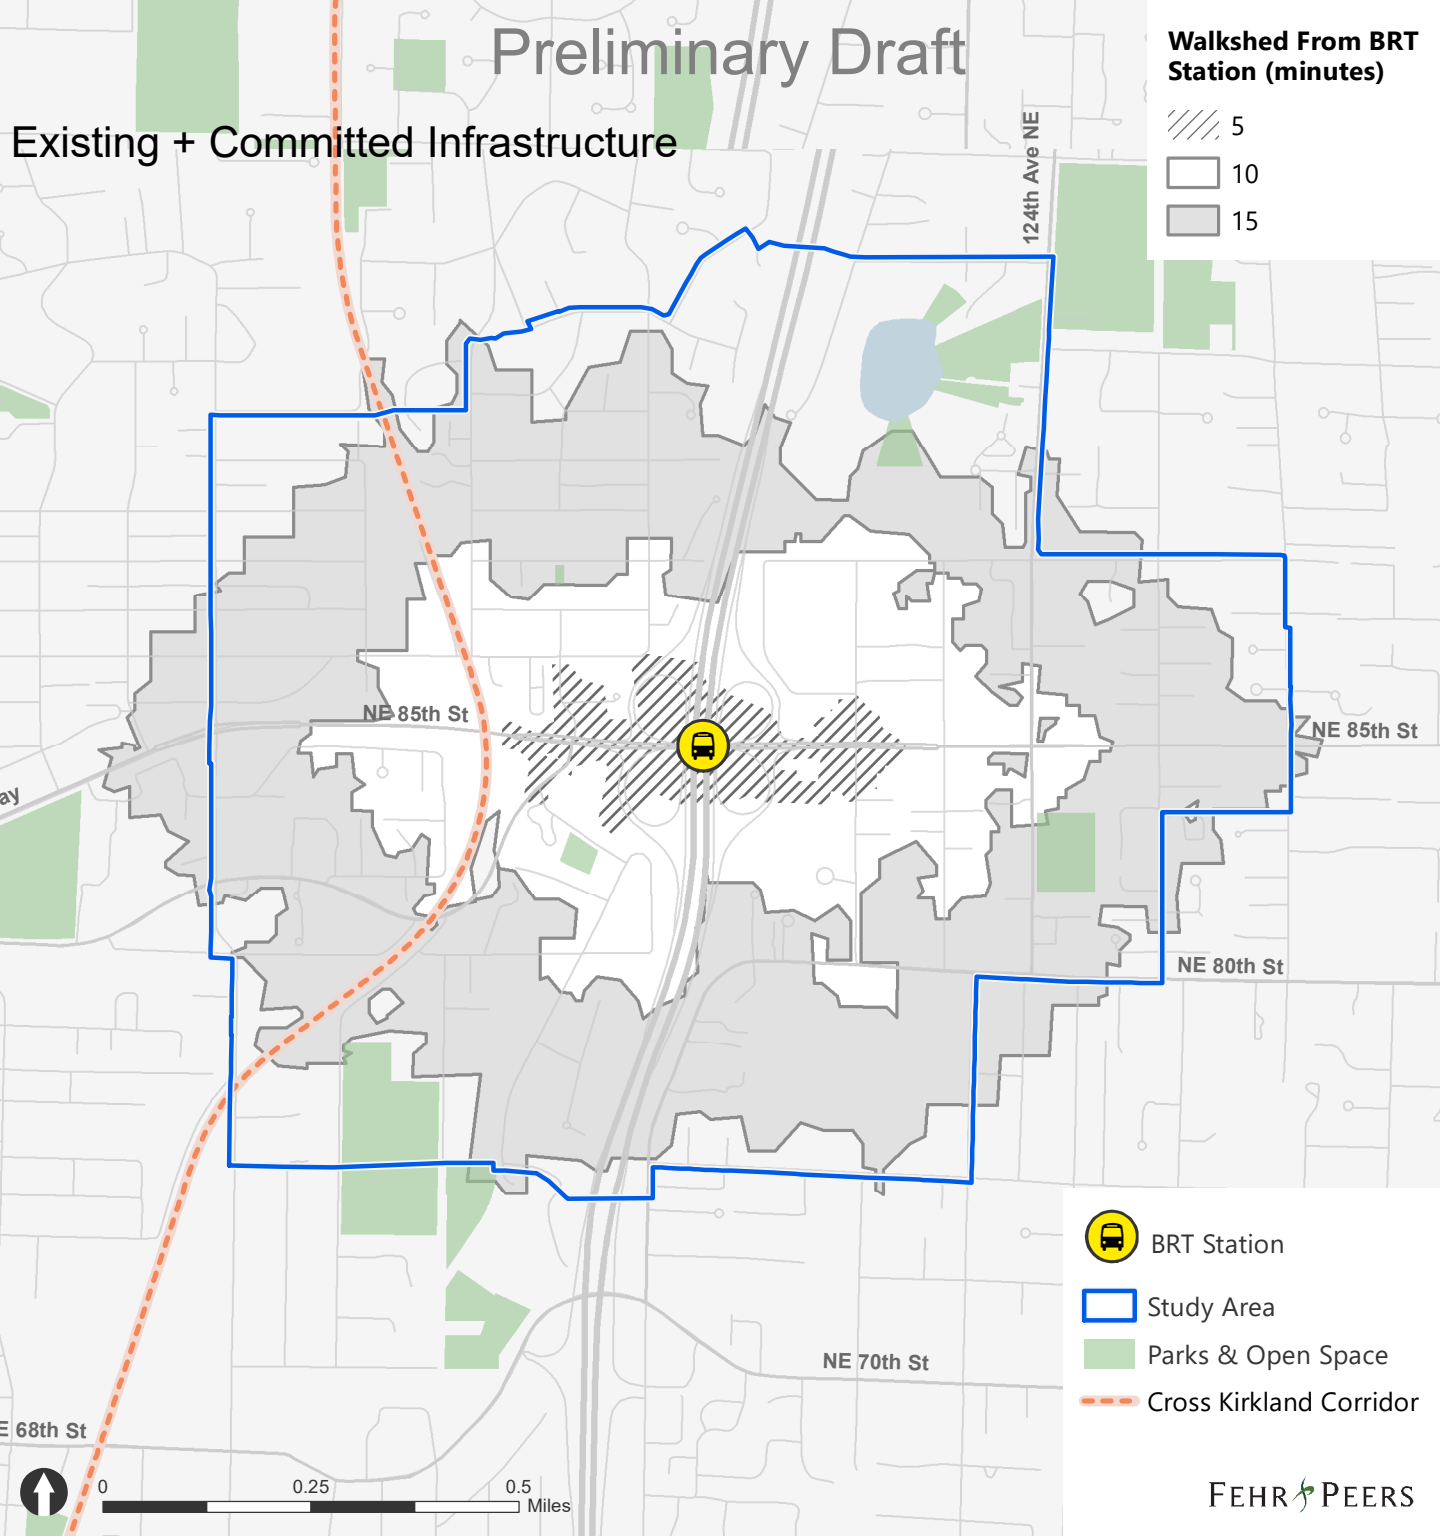 Preliminary Draft
Walkshed From BRT
Station (minutes)
5
10
15
Existing + Committed Infrastructure
124th Ave NE
NE 85th St
NE 85th St
ay
NE 80th St
NE 70th St
E 68th St
BRT Station
Study Area
Parks & Open Space
Cross Kirkland Corridor
0 0.25 0.5
Miles
FEHR PEERS